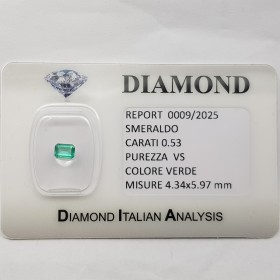 DIAMOND
REPORT 0009/2025
SMERALDO
CARATI 0.53
PUREZZA VS
COLORE VERDE
MISURE 4.34x5.97 mm
DIAMOND ITALIAN ANALYSIS